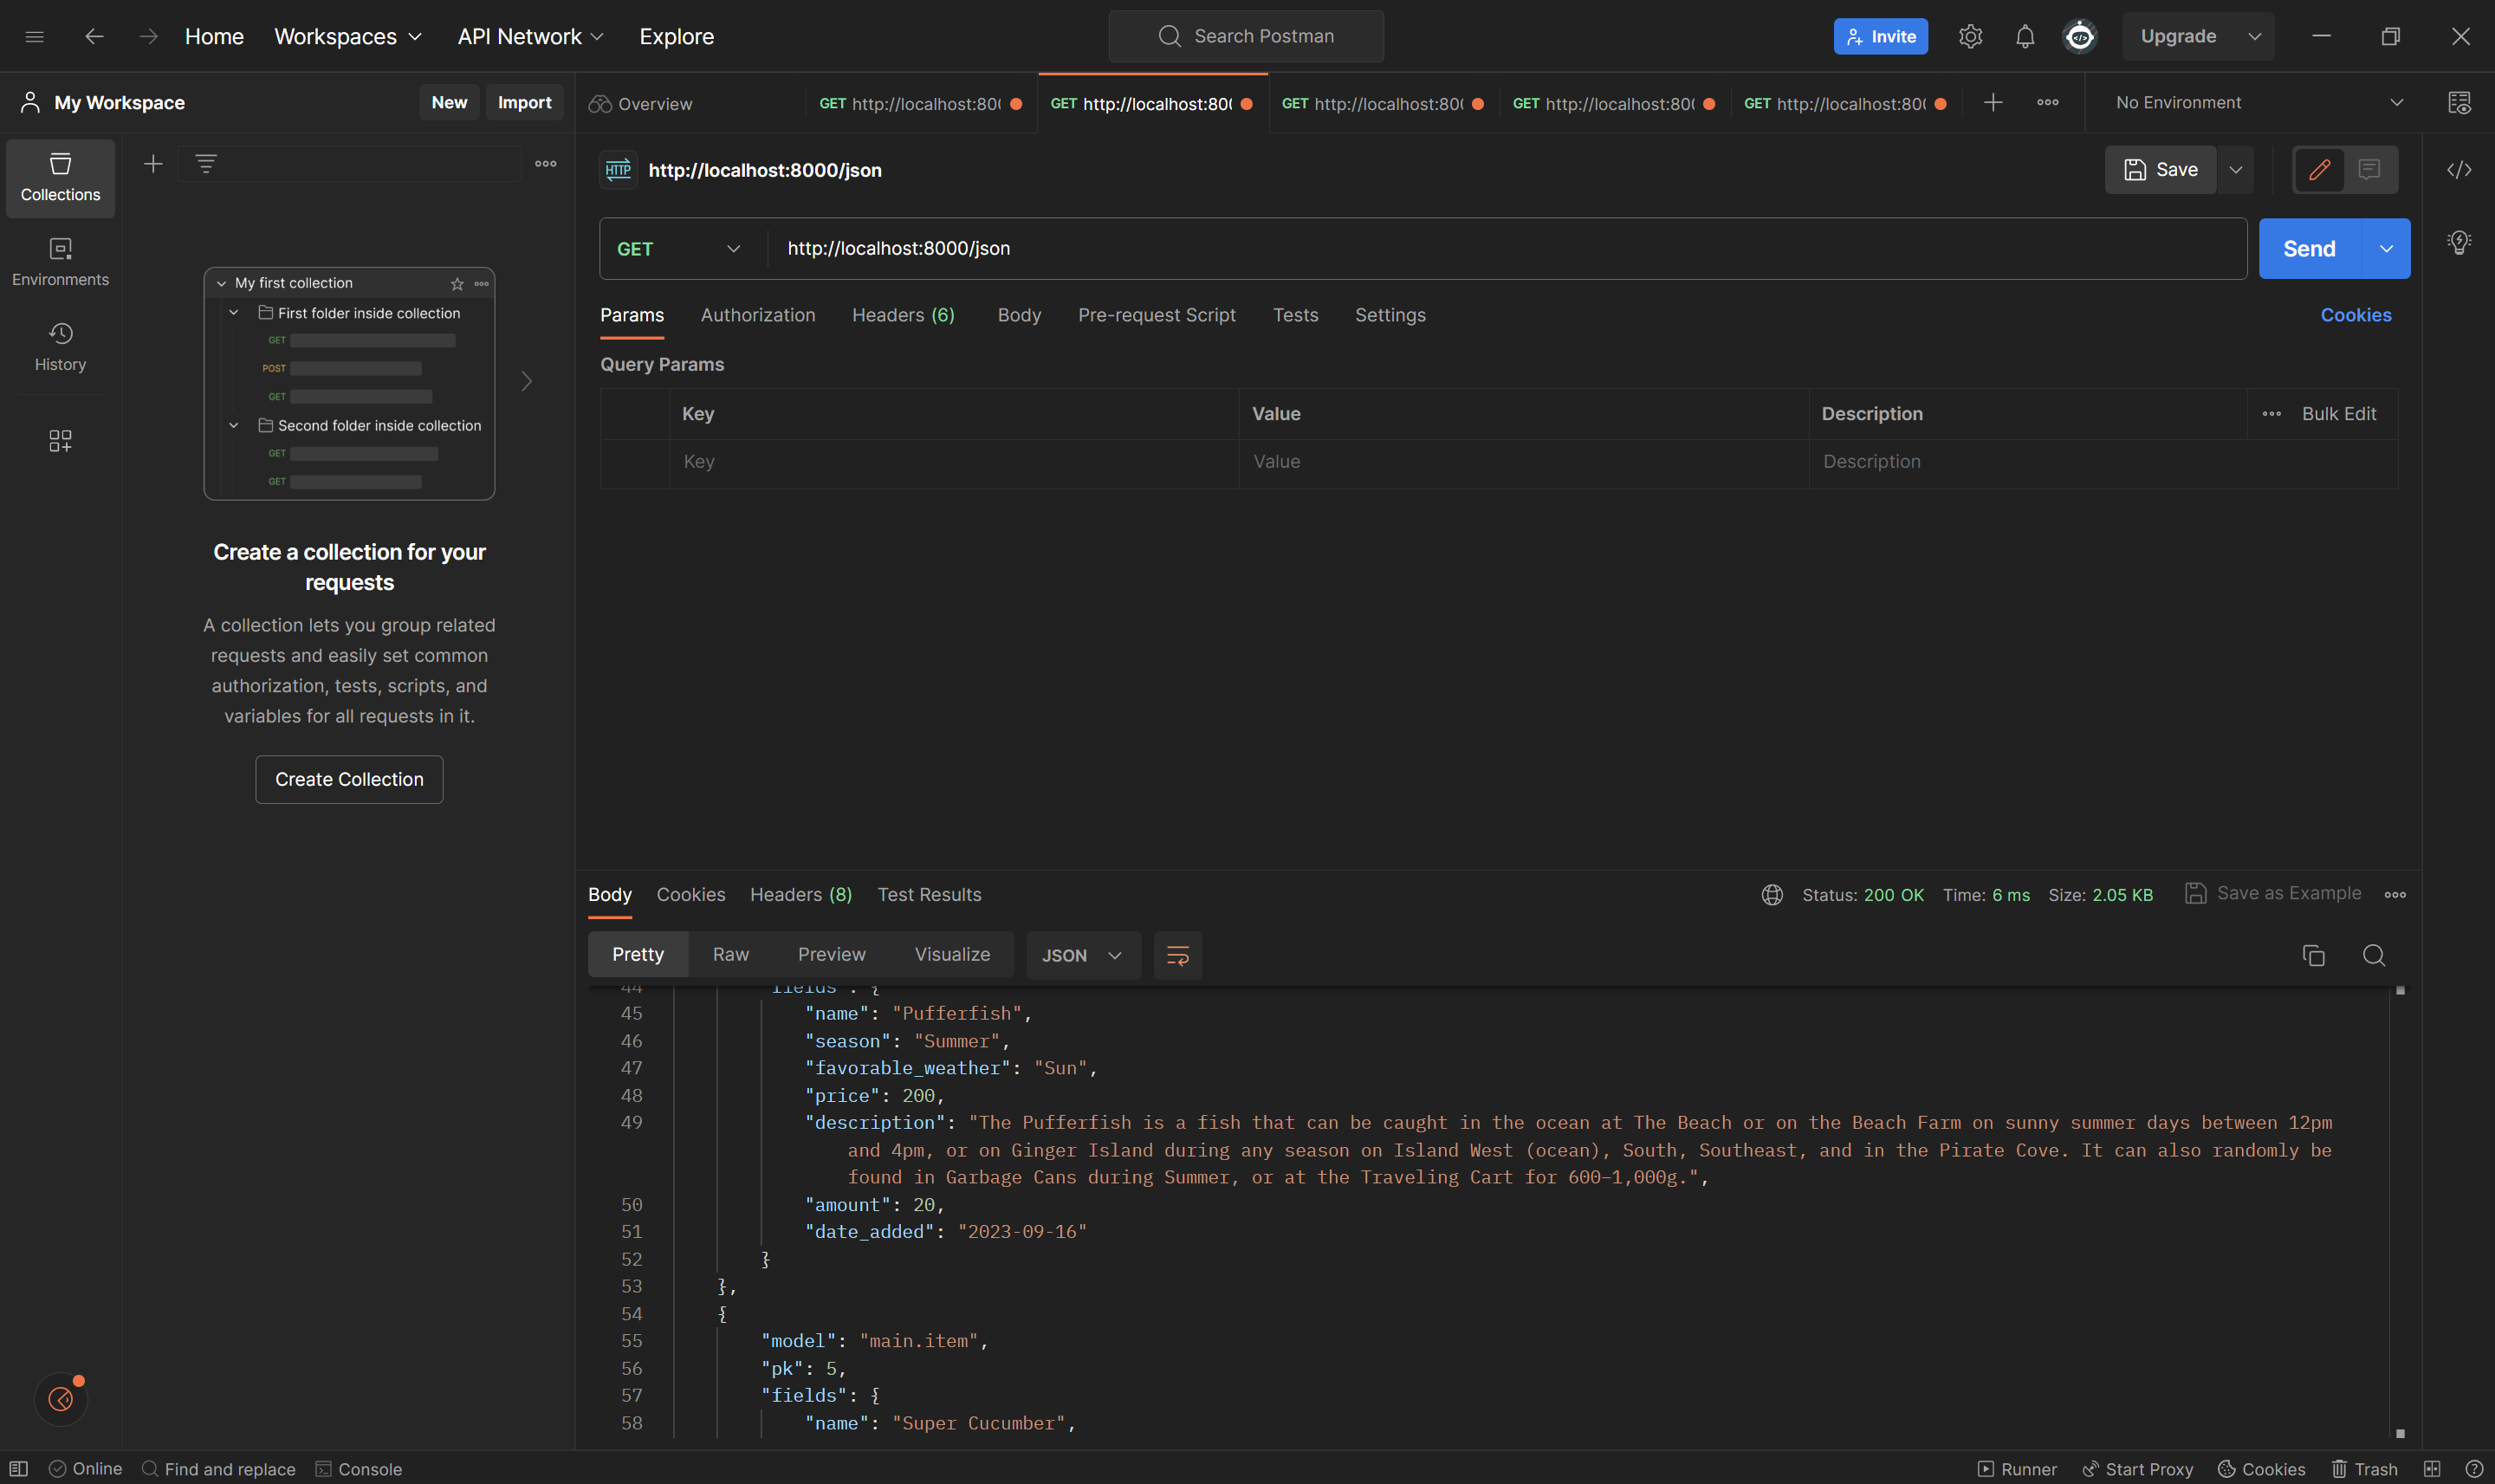 Home Workspaces API Network Explore Search Postman Invite Upgrade
My Workspace New Import
Overview GET http://localhost:80 GET http://localhost:80 GET http://localhost:80 GET http://localhost:80 GET http://localhost:80 No Environment
Collections
Environments
History
My first collection
First folder inside collection
GET
POST
GET
Second folder inside collection
GET
GET
Create a collection for your
requests
A collection lets you group related
requests and easily set common
authorization, tests, scripts, and
variables for all requests in it.
Create Collection
HTTP http://localhost:8000/json Save
GET http://localhost:8000/json Send
Params Authorization Headers (6) Body Pre-request Script Tests Settings Cookies
Query Params
Key Value Description Bulk Edit
Key Value Description
Body Cookies Headers (8) Test Results Status: 200 OK Time: 6 ms Size: 2.05 KB Save as Example
Pretty Raw Preview Visualize JSON
44 "fields": {
45 "name": "Pufferfish",
46 "season": "Summer",
47 "favorable_weather": "Sun",
48 "price": 200,
49 "description": "The Pufferfish is a fish that can be caught in the ocean at The Beach or on the Beach Farm on sunny summer days between 12pm
and 4pm, or on Ginger Island during any season on Island West (ocean), South, Southeast, and in the Pirate Cove. It can also randomly be
found in Garbage Cans during Summer, or at the Traveling Cart for 600–1,000g.",
50 "amount": 20,
51 "date_added": "2023-09-16"
52 }
53 },
54 {
55 "model": "main.item",
56 "pk": 5,
57 "fields": {
58 "name": "Super Cucumber",
Online Find and replace Console Runner Start Proxy Cookies Trash